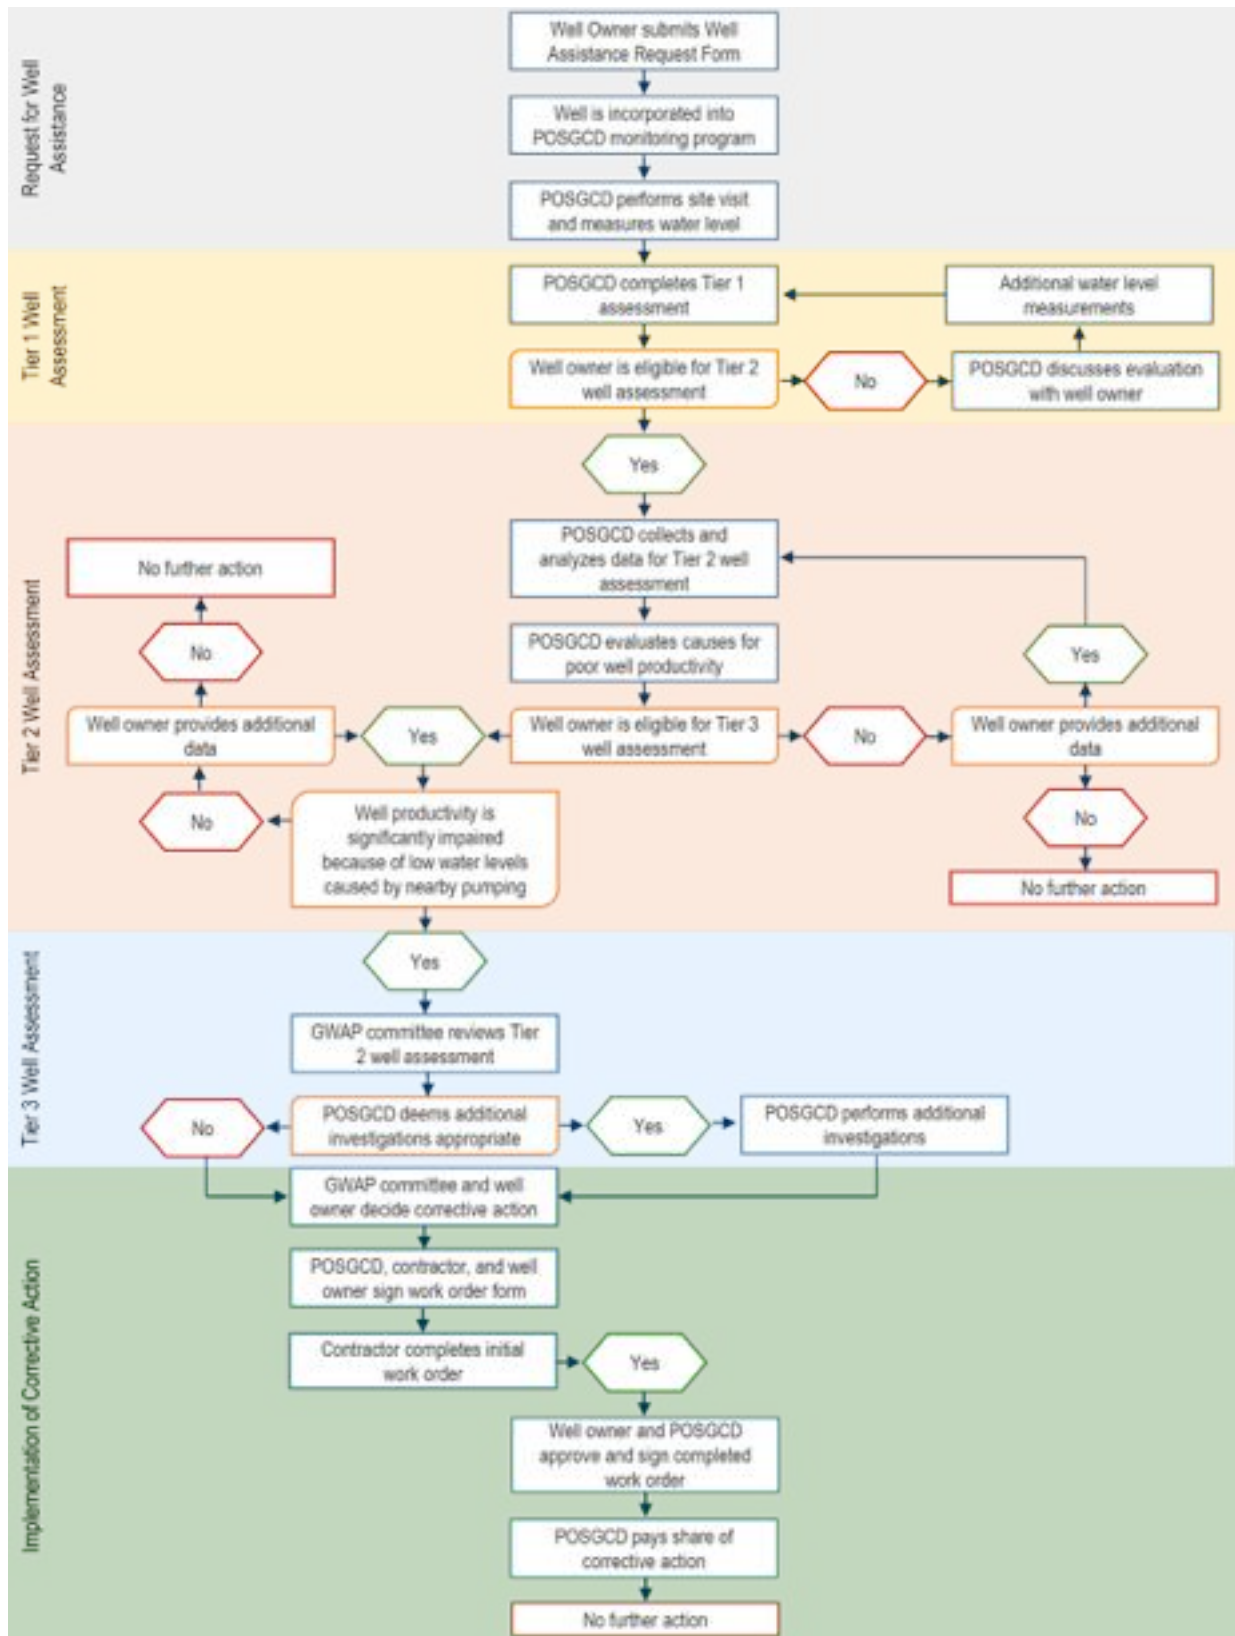 Request for Well
Assistance
Well Owner submits Well
Assistance Request Form
Well is incorporated into
POSGCD monitoring program
POSGCD performs site visit
and measures water level
Tier 1 Well
Assessment
POSGCD completes Tier 1
assessment
Additional water level
measurements
Well owner is eligible for Tier 2
well assessment
No
POSGCD discusses evaluation
with well owner
Tier 2 Well Assessment
Yes
POSGCD collects and
analyzes data for Tier 2 well
assessment
No further action
No
POSGCD evaluates causes for
poor well productivity
Yes
Well owner provides additional
data
Yes
Well owner is eligible for Tier 3
well assessment
No
Well owner provides additional
data
No
Well productivity is
significantly impaired
because of low water levels
caused by nearby pumping
No
No further action
Tier 3 Well Assessment
Yes
GWAP committee reviews Tier
2 well assessment
No
POSGCD deems additional
investigations appropriate
Yes
POSGCD performs additional
investigations
Implementation of Corrective Action
GWAP committee and well
owner decide corrective action
POSGCD, contractor, and well
owner sign work order form
Contractor completes initial
work order
Yes
Well owner and POSGCD
approve and sign completed
work order
POSGCD pays share of
corrective action
No further action